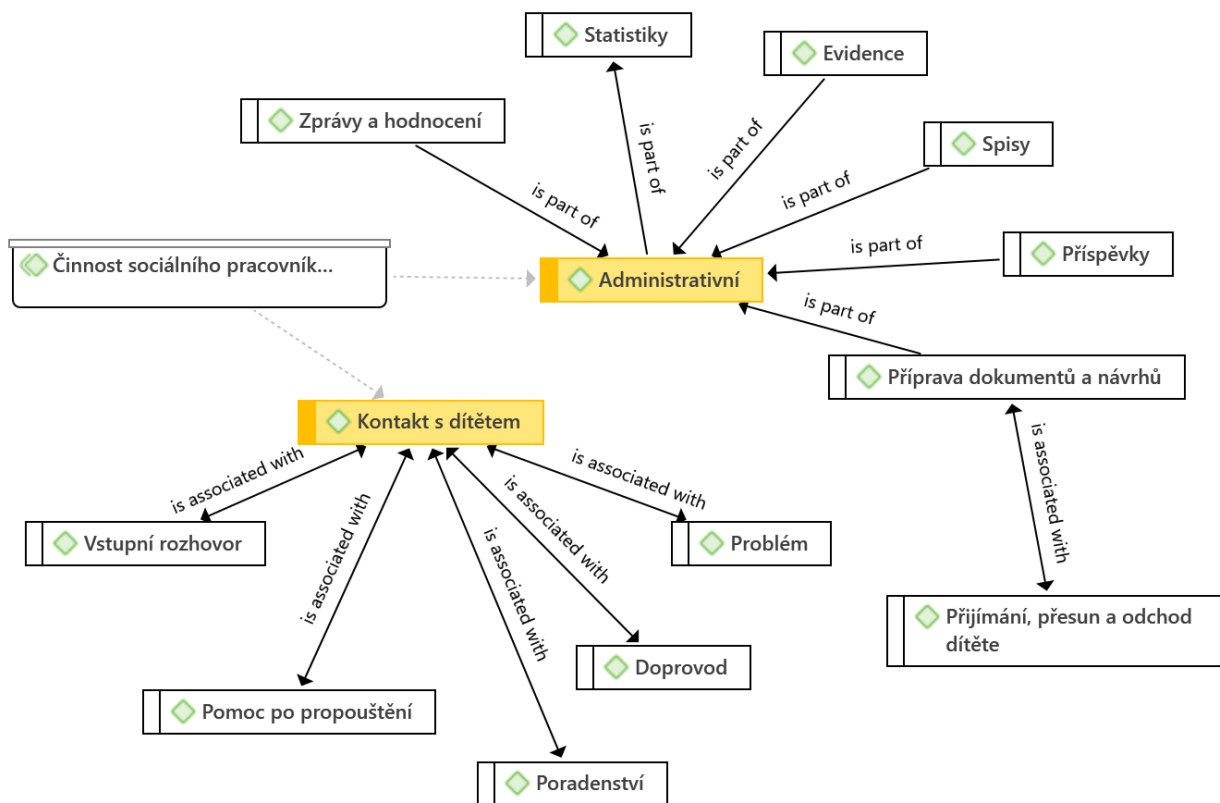 Statistiky
Evidence
Zprávy a hodnocení
Spisy
is part of
is part of
is part of
is part of
Činnost sociálního pracovník...
is part of
Příspěvky
Administrativní
is part of
Příprava dokumentů a návrhů
Kontakt s dítětem
is associated with
is associated with
is associated with
is associated with
is associated with
is associated with
Vstupní rozhovor
Problém
Přijímání, přesun a odchod
dítěte
Doprovod
Pomoc po propouštění
Poradenství